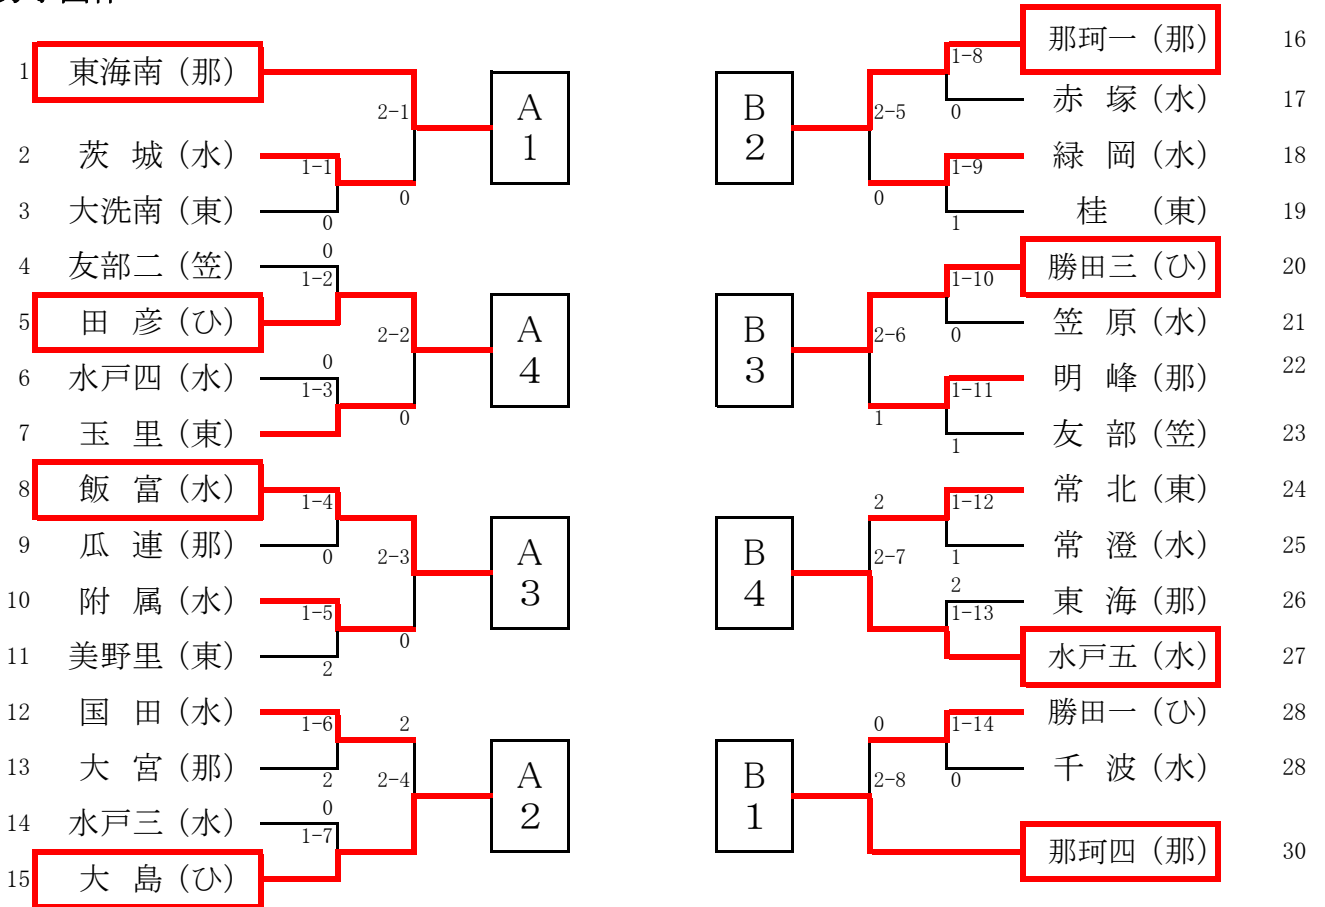 1 東海南（那）
2 茨 城（水）
3 大洗南（東）
4 友部二（笠）
5 田 彦（ひ）
6 水戸四（水）
7 玉 里（東）
8 飯 富（水）
9 瓜 連（那）
10 附 属（水）
11 美野里（東）
12 国 田（水）
13 大 宮（那）
14 水戸三（水）
15 大 島（ひ）
1-1
0
0
1-2
0
1-3
1-4
0
1-5
2
1-6
2
0
1-7
2-1
0
2-2
0
2-3
0
2
2-4
A
1
A
4
A
3
A
2
B
2
B
3
B
4
B
1
2-5
0
2-6
1
2
2-7
0
2-8
1-8
0
1-9
1
1-10
0
1-11
1
1-12
1
2
1-13
1-14
0
那珂一（那） 16
赤 塚（水） 17
緑 岡（水） 18
桂 （東） 19
勝田三（ひ） 20
笠 原（水） 21
明 峰（那） 22
友 部（笠） 23
常 北（東） 24
常 澄（水） 25
東 海（那） 26
水戸五（水） 27
勝田一（ひ） 28
千 波（水） 28
那珂四（那） 30